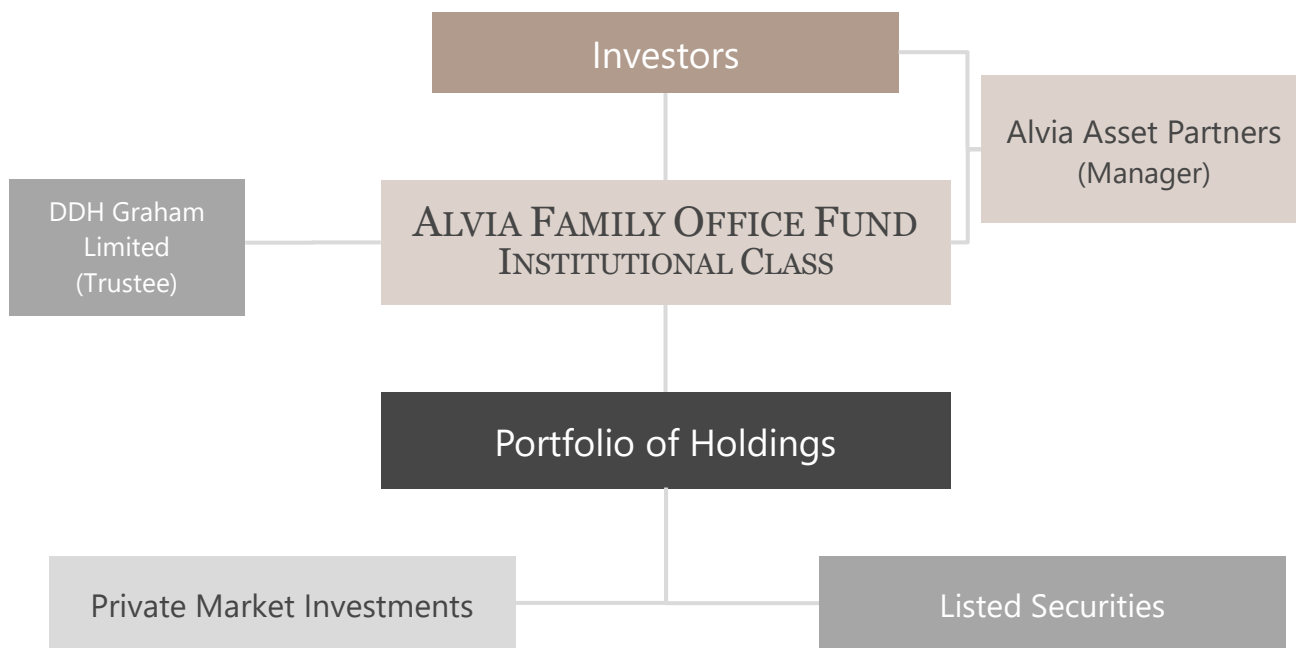 Investors
Alvia Asset Partners
(Manager)
DDH Graham
Limited
(Trustee)
ALVIA FAMILY OFFICE FUND
INSTITUTIONAL CLASS
Portfolio of Holdings
Private Market Investments
Listed Securities